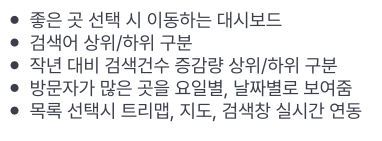 • 좋은 곳 선택 시 이동하는 대시보드
• 검색어 상위/하위 구분
• 작년 대비 검색건수 증감량 상위/하위 구분
• 방문자가 많은 곳을 요일별, 날짜별로 보여줌
• 목록 선택시 트리맵, 지도, 검색창 실시간 연동